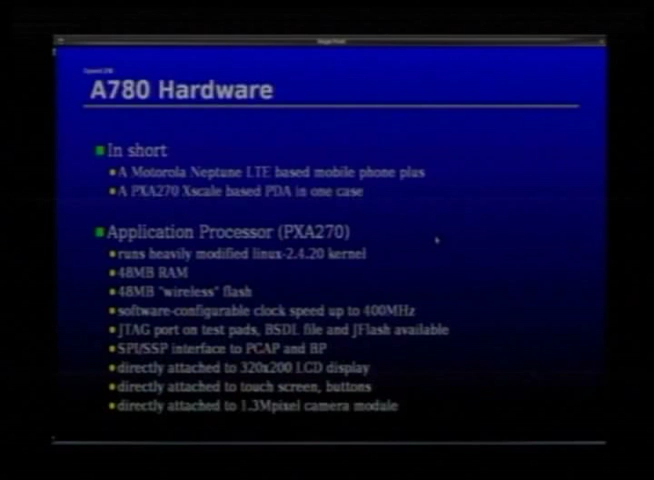 A780 Hardware
In short
A Motorola Neptune LTE based mobile phone plus
A PXA270 Xscale based PDA in one case
Application Processor (PXA270)
runs heavily modified linux-2.4.20 kernel
48MB RAM
48MB "wireless" flash
software-configurable clock speed up to 400MHz
JTAG port on test pads, BSDL file and JFlash available
SPI/SSP interface to PCAP and BP
directly attached to 320x200 LCD display
directly attached to touch screen, buttons
directly attached to 1.3Mpixel camera module